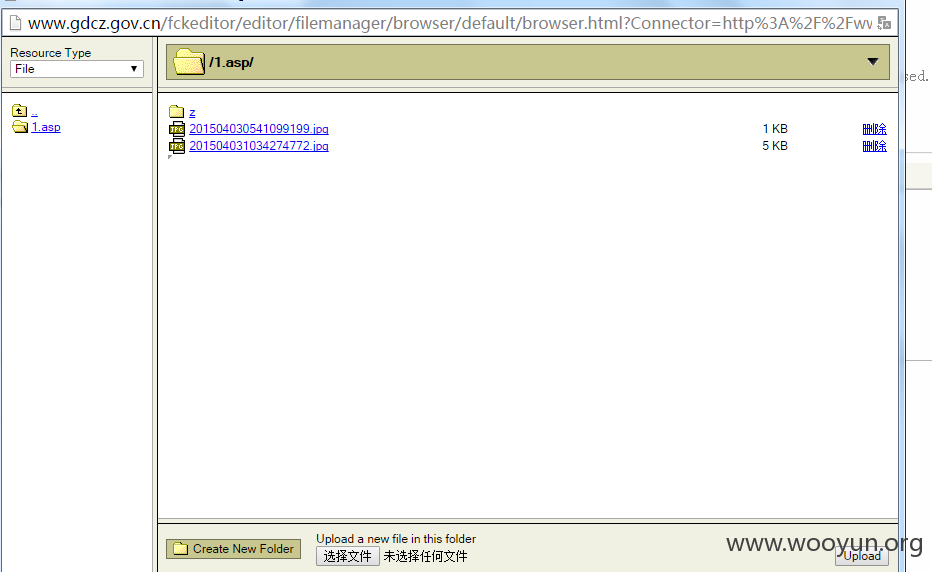 www.gdcz.gov.cn/fckeditor/editor/filemanager/browser/default/browser.html?Connector=http%3A%2F%2Fwv
Resource Type
File
/1.asp/
sed.
..
1.asp
z
201504030541099199.jpg 1 KB 删除
201504031034274772.jpg 5 KB 删除
Create New Folder
Upload a new file in this folder
选择文件 未选择任何文件
Upload
www.wooyun.org